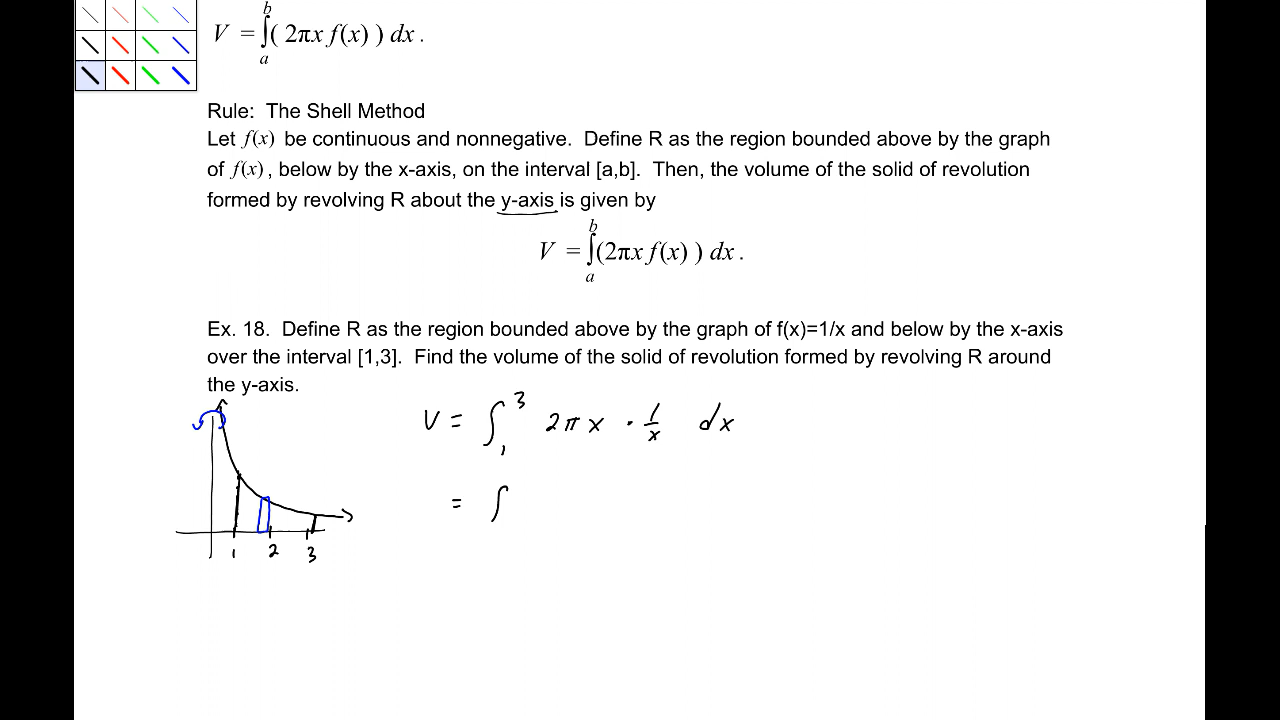 V = ∫_a^b ( 2πx f(x) ) dx .
Rule: The Shell Method
Let f(x) be continuous and nonnegative. Define R as the region bounded above by the graph
of f(x) , below by the x-axis, on the interval [a,b]. Then, the volume of the solid of revolution
formed by revolving R about the y-axis is given by
V = ∫_a^b (2πx f(x) ) dx .
Ex. 18. Define R as the region bounded above by the graph of f(x)=1/x and below by the x-axis
over the interval [1,3]. Find the volume of the solid of revolution formed by revolving R around
the y-axis.
V = ∫_1^3 2πx · 1/x dx
= ∫
1 2 3